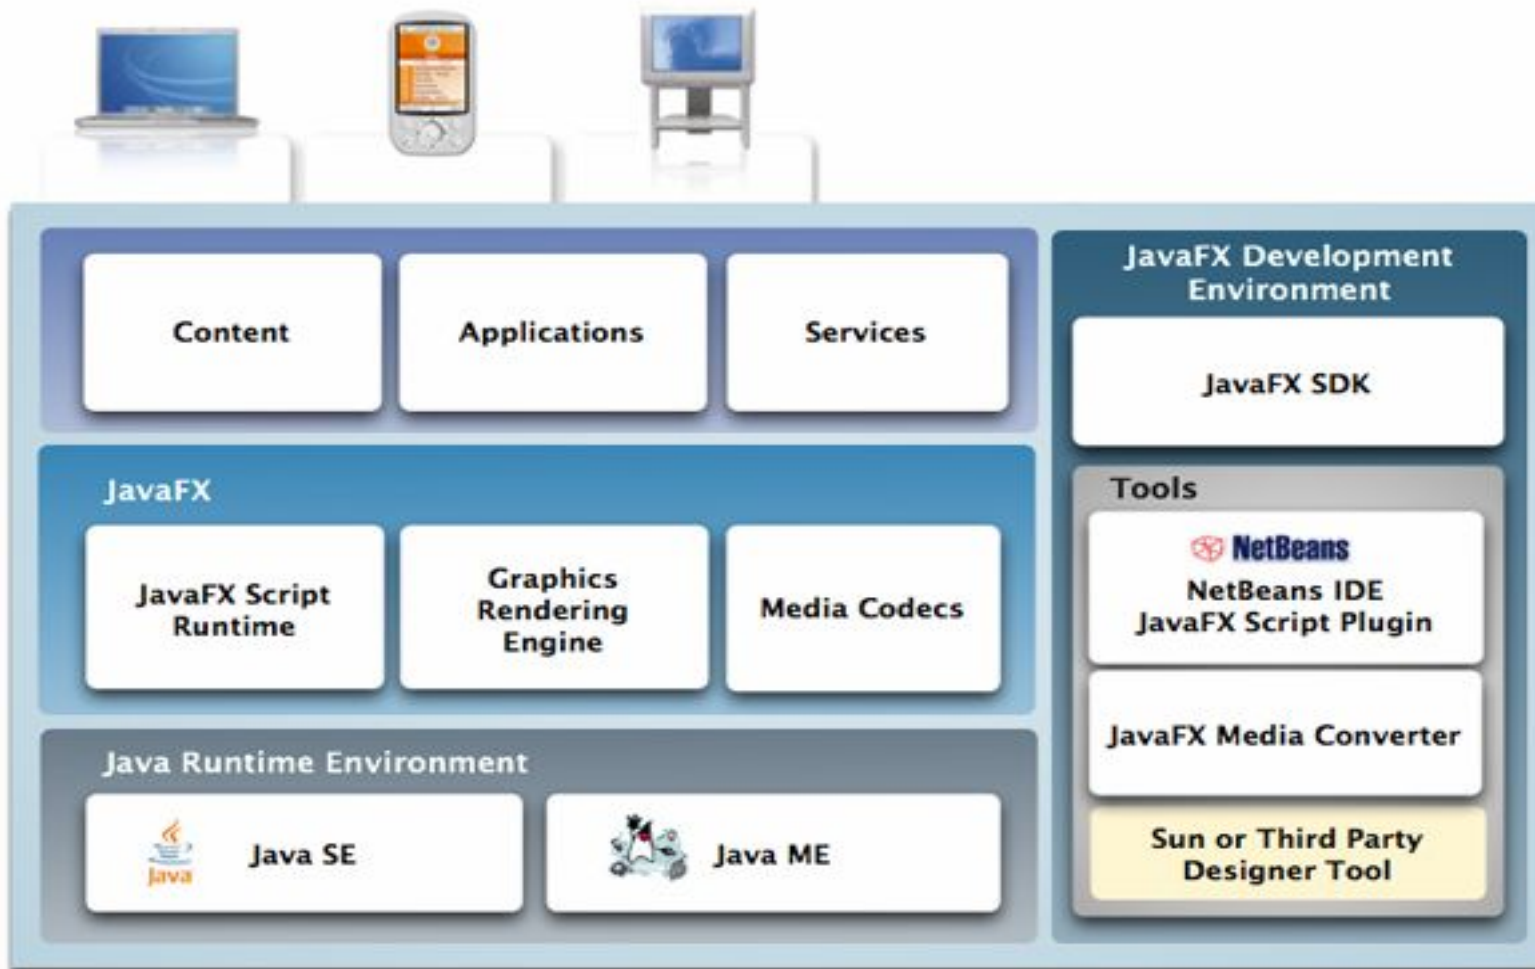 Content
Applications
Services
JavaFX
JavaFX Script
Runtime
Graphics
Rendering
Engine
Media Codecs
Java Runtime Environment
Java
Java SE
Java ME
JavaFX Development
Environment
JavaFX SDK
Tools
NetBeans
NetBeans IDE
JavaFX Script Plugin
JavaFX Media Converter
Sun or Third Party
Designer Tool